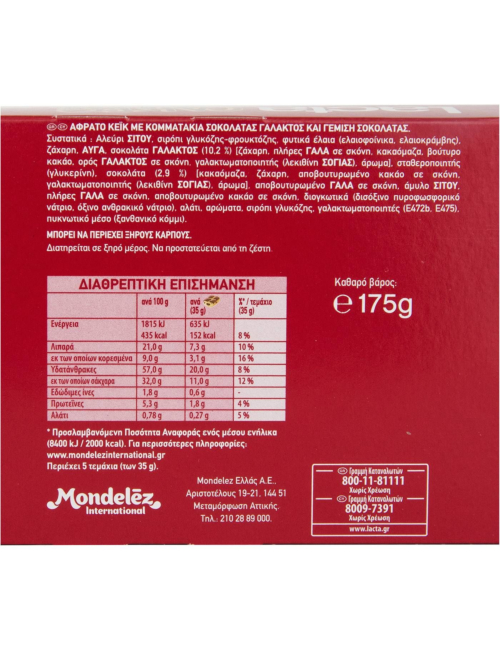 GR CY ΑΦΡΑΤΟ ΚΕΪΚ ΜΕ ΚΟΜΜΑΤΑΚΙΑ ΣΟΚΟΛΑΤΑΣ ΓΑΛΑΚΤΟΣ ΚΑΙ ΓΕΜΙΣΗ ΣΟΚΟΛΑΤΑΣ.
Συστατικά : Αλεύρι ΣΙΤΟΥ, σιρόπι γλυκόζης-φρουκτόζης, φυτικά έλαια (ελαιοφοίνικα, ελαιοκράμβης),
ζάχαρη, ΑΥΓΑ, σοκολάτα ΓΑΛΑΚΤΟΣ (10,2 %) [ζάχαρη, πλήρες ΓΑΛΑ σε σκόνη, κακαόμαζα, βούτυρο
κακάο, ορός ΓΑΛΑΚΤΟΣ σε σκόνη, γαλακτωματοποιητής (λεκιθίνη ΣΟΓΙΑΣ), άρωμα], σταθεροποιητής
(γλυκερίνη), σοκολάτα (2,9 %) [κακαόμαζα, ζάχαρη, αποβουτυρωμένο κακάο σε σκόνη,
γαλακτωματοποιητής (λεκιθίνη ΣΟΓΙΑΣ), άρωμα], αποβουτυρωμένο ΓΑΛΑ σε σκόνη, άμυλο ΣΙΤΟΥ,
πλήρες ΓΑΛΑ σε σκόνη, αποβουτυρωμένο κακάο σε σκόνη, διογκωτικά (δισόξινο πυροφωσφορικό
νάτριο, όξινο ανθρακικό νάτριο), αλάτι, αρώματα, σιρόπι γλυκόζης, γαλακτωματοποιητές (E472b, E475),
πυκνωτικό μέσο (ξανθανικό κόμμι).
ΜΠΟΡΕΙ ΝΑ ΠΕΡΙΕΧΕΙ ΞΗΡΟΥΣ ΚΑΡΠΟΥΣ.
Διατηρείται σε ξηρό μέρος. Να προστατεύεται από τη ζέστη.
ΔΙΑΘΡΕΠΤΙΚΗ ΕΠΙΣΗΜΑΝΣΗ
ανά 100 g ανά (35 g) %* / τεμάχιο (35 g)
Ενέργεια 1815 kJ 635 kJ
435 kcal 152 kcal 8 %
Λιπαρά 21,0 g 7,3 g 10 %
εκ των οποίων κορεσμένα 9,0 g 3,1 g 16 %
Υδατάνθρακες 57,0 g 20,0 g 8 %
εκ των οποίων σάκχαρα 32,0 g 11,0 g 12 %
Εδώδιμες ίνες 1,8 g 0,6 g -
Πρωτεΐνες 5,3 g 1,8 g 4 %
Αλάτι 0,78 g 0,27 g 5 %
* Προσλαμβανόμενη Ποσότητα Αναφοράς ενός μέσου ενήλικα
(8400 kJ / 2000 kcal). Για περισσότερες πληροφορίες:
www.mondelezinternational.gr
Περιέχει 5 τεμάχια (των 35 g).
Καθαρό βάρος:
℮ 175g
Mondelēz
International
Mondelez Ελλάς Α.Ε.,
Αριστοτέλους 19-21, 144 51
Μεταμόρφωση Αττικής.
Τηλ.: 210 28 89 000.
GR Γραμμή Καταναλωτών
800-11-81111
Χωρίς Χρέωση
CY Γραμμή Καταναλωτών
8009-7391
Χωρίς Χρέωση
www.lacta.gr